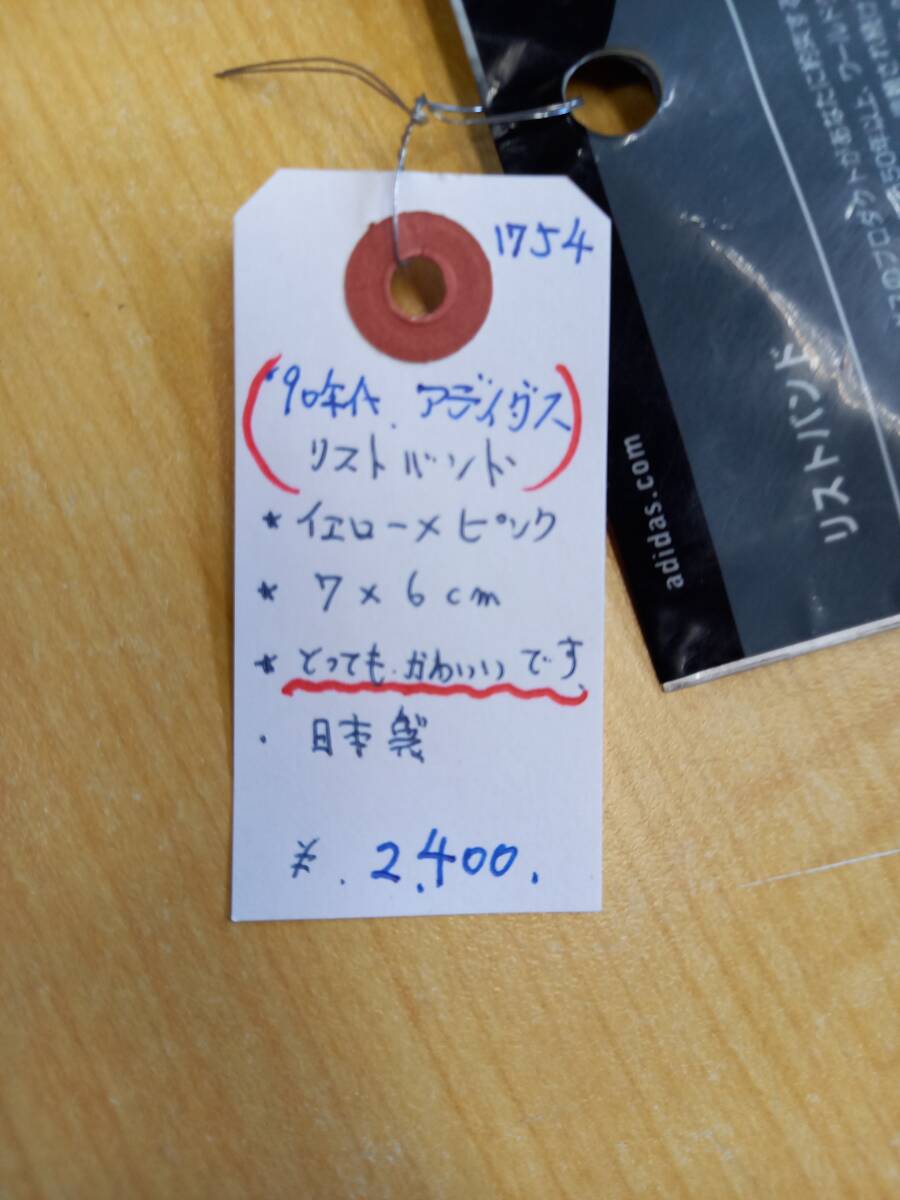 1754
'90年代 アディダス
リストバンド
* イエロー×ピンク
* 7×6cm
* とってもかわいいです
・ 日本製
¥. 2,400.
adidas.com
リストバンド